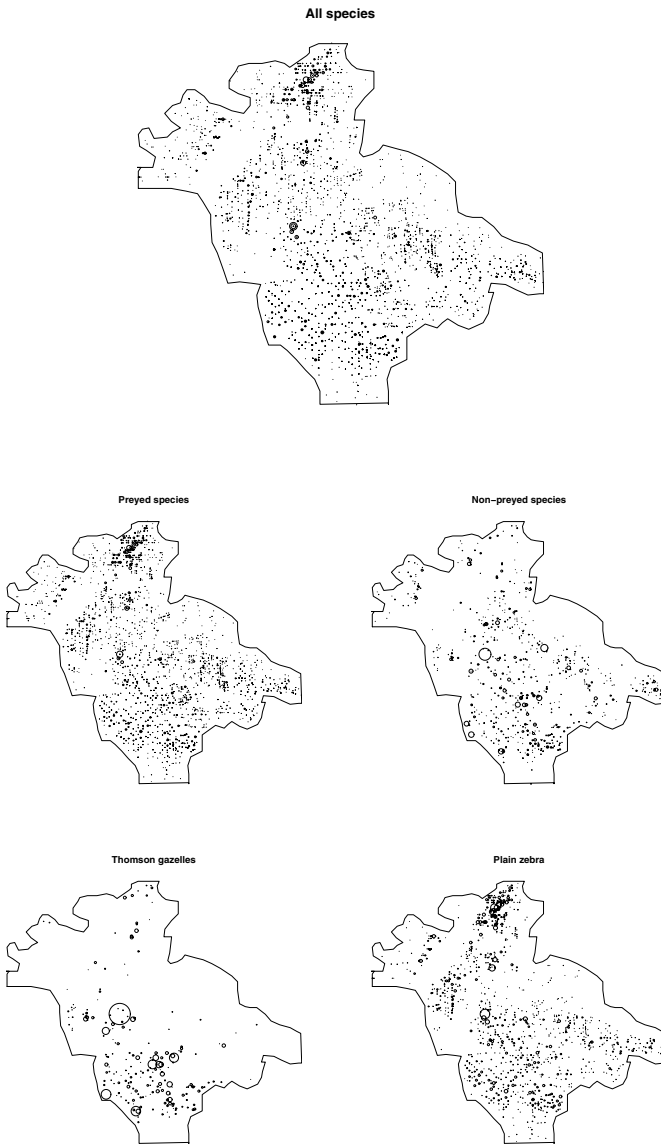 All species
Preyed species
Non−preyed species
Thomson gazelles
Plain zebra